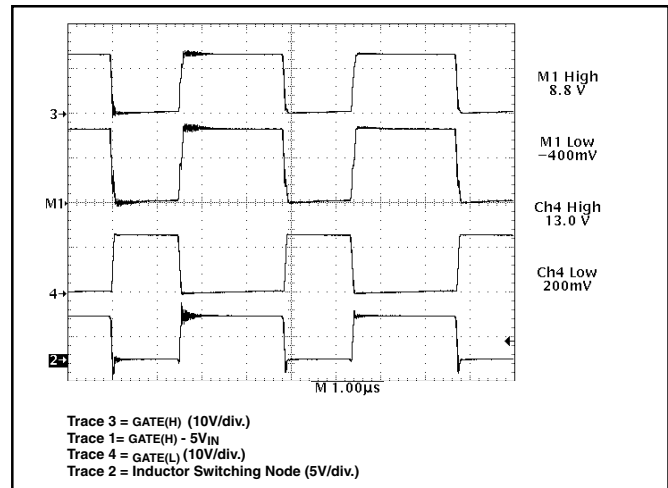 M1 High
8.8 V
3→
M1 Low
-400mV
M1→
Ch4 High
13.0 V
Ch4 Low
200mV
4→
2→
M 1.00µs
Trace 3 = GATE(H) (10V/div.)
Trace 1= GATE(H) - 5VIN
Trace 4 = GATE(L) (10V/div.)
Trace 2 = Inductor Switching Node (5V/div.)